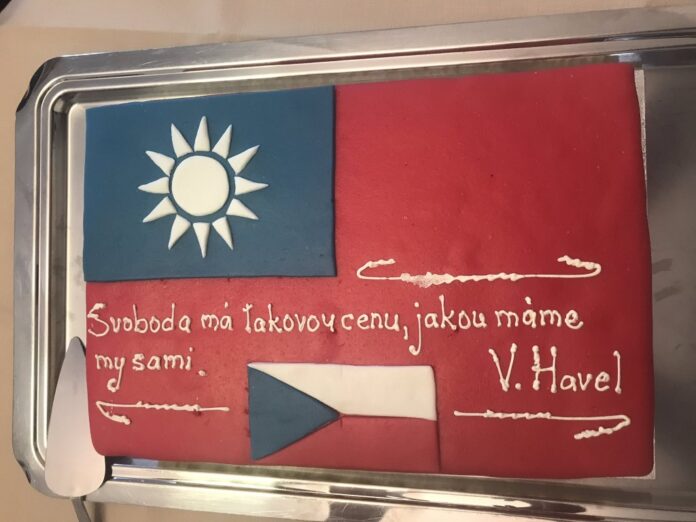 Svoboda má takovou cenu, jakou máme
my sami.
V. Havel